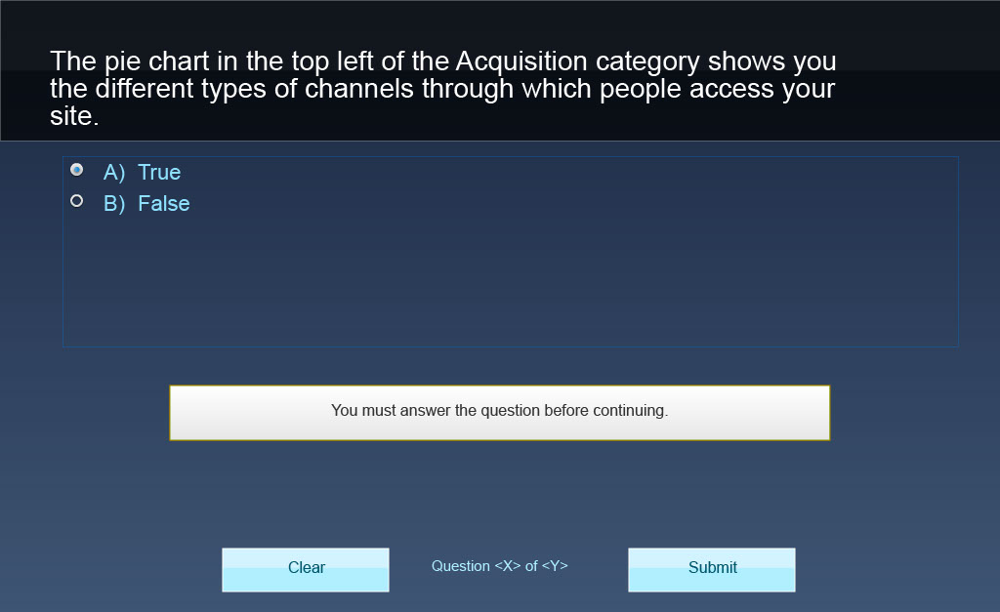 The pie chart in the top left of the Acquisition category shows you
the different types of channels through which people access your
site.
A) True
B) False
You must answer the question before continuing.
Clear
Question <X> of <Y>
Submit